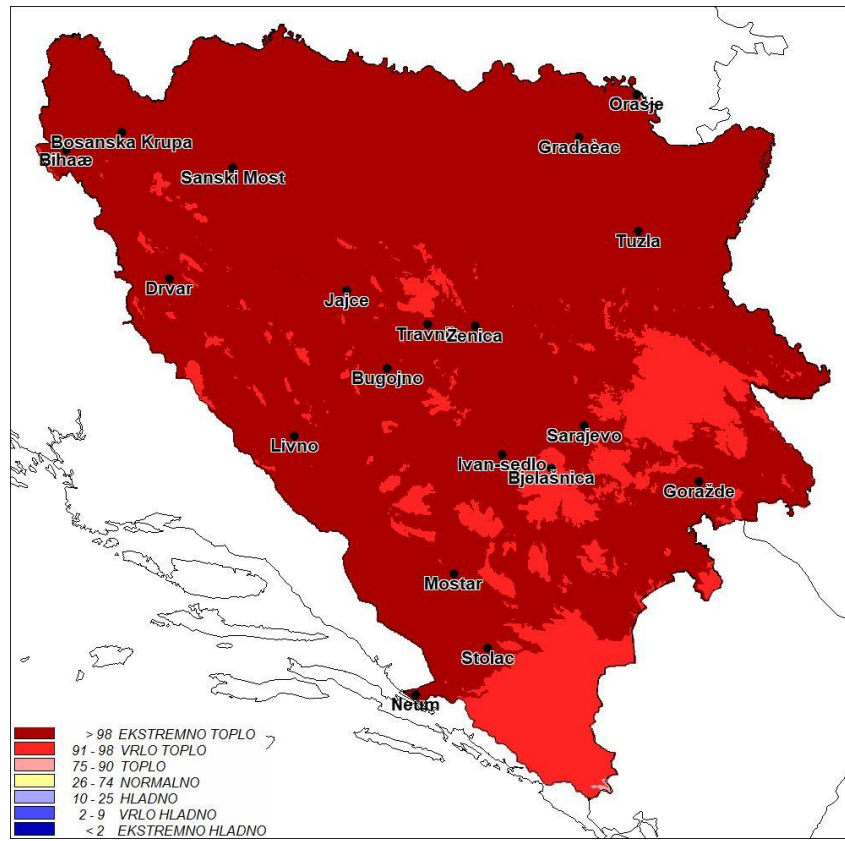 Orašje
Bosanska Krupa
Gradaèac
Bihaæ
Sanski Most
Tuzla
Drvar
Jajce
Travnik
Zenica
Bugojno
Sarajevo
Livno
Ivan-sedlo
Bjelašnica
Goražde
Mostar
Stolac
Neum
> 98 EKSTREMNO TOPLO
91 - 98 VRLO TOPLO
75 - 90 TOPLO
26 - 74 NORMALNO
10 - 25 HLADNO
2 - 9 VRLO HLADNO
< 2 EKSTREMNO HLADNO